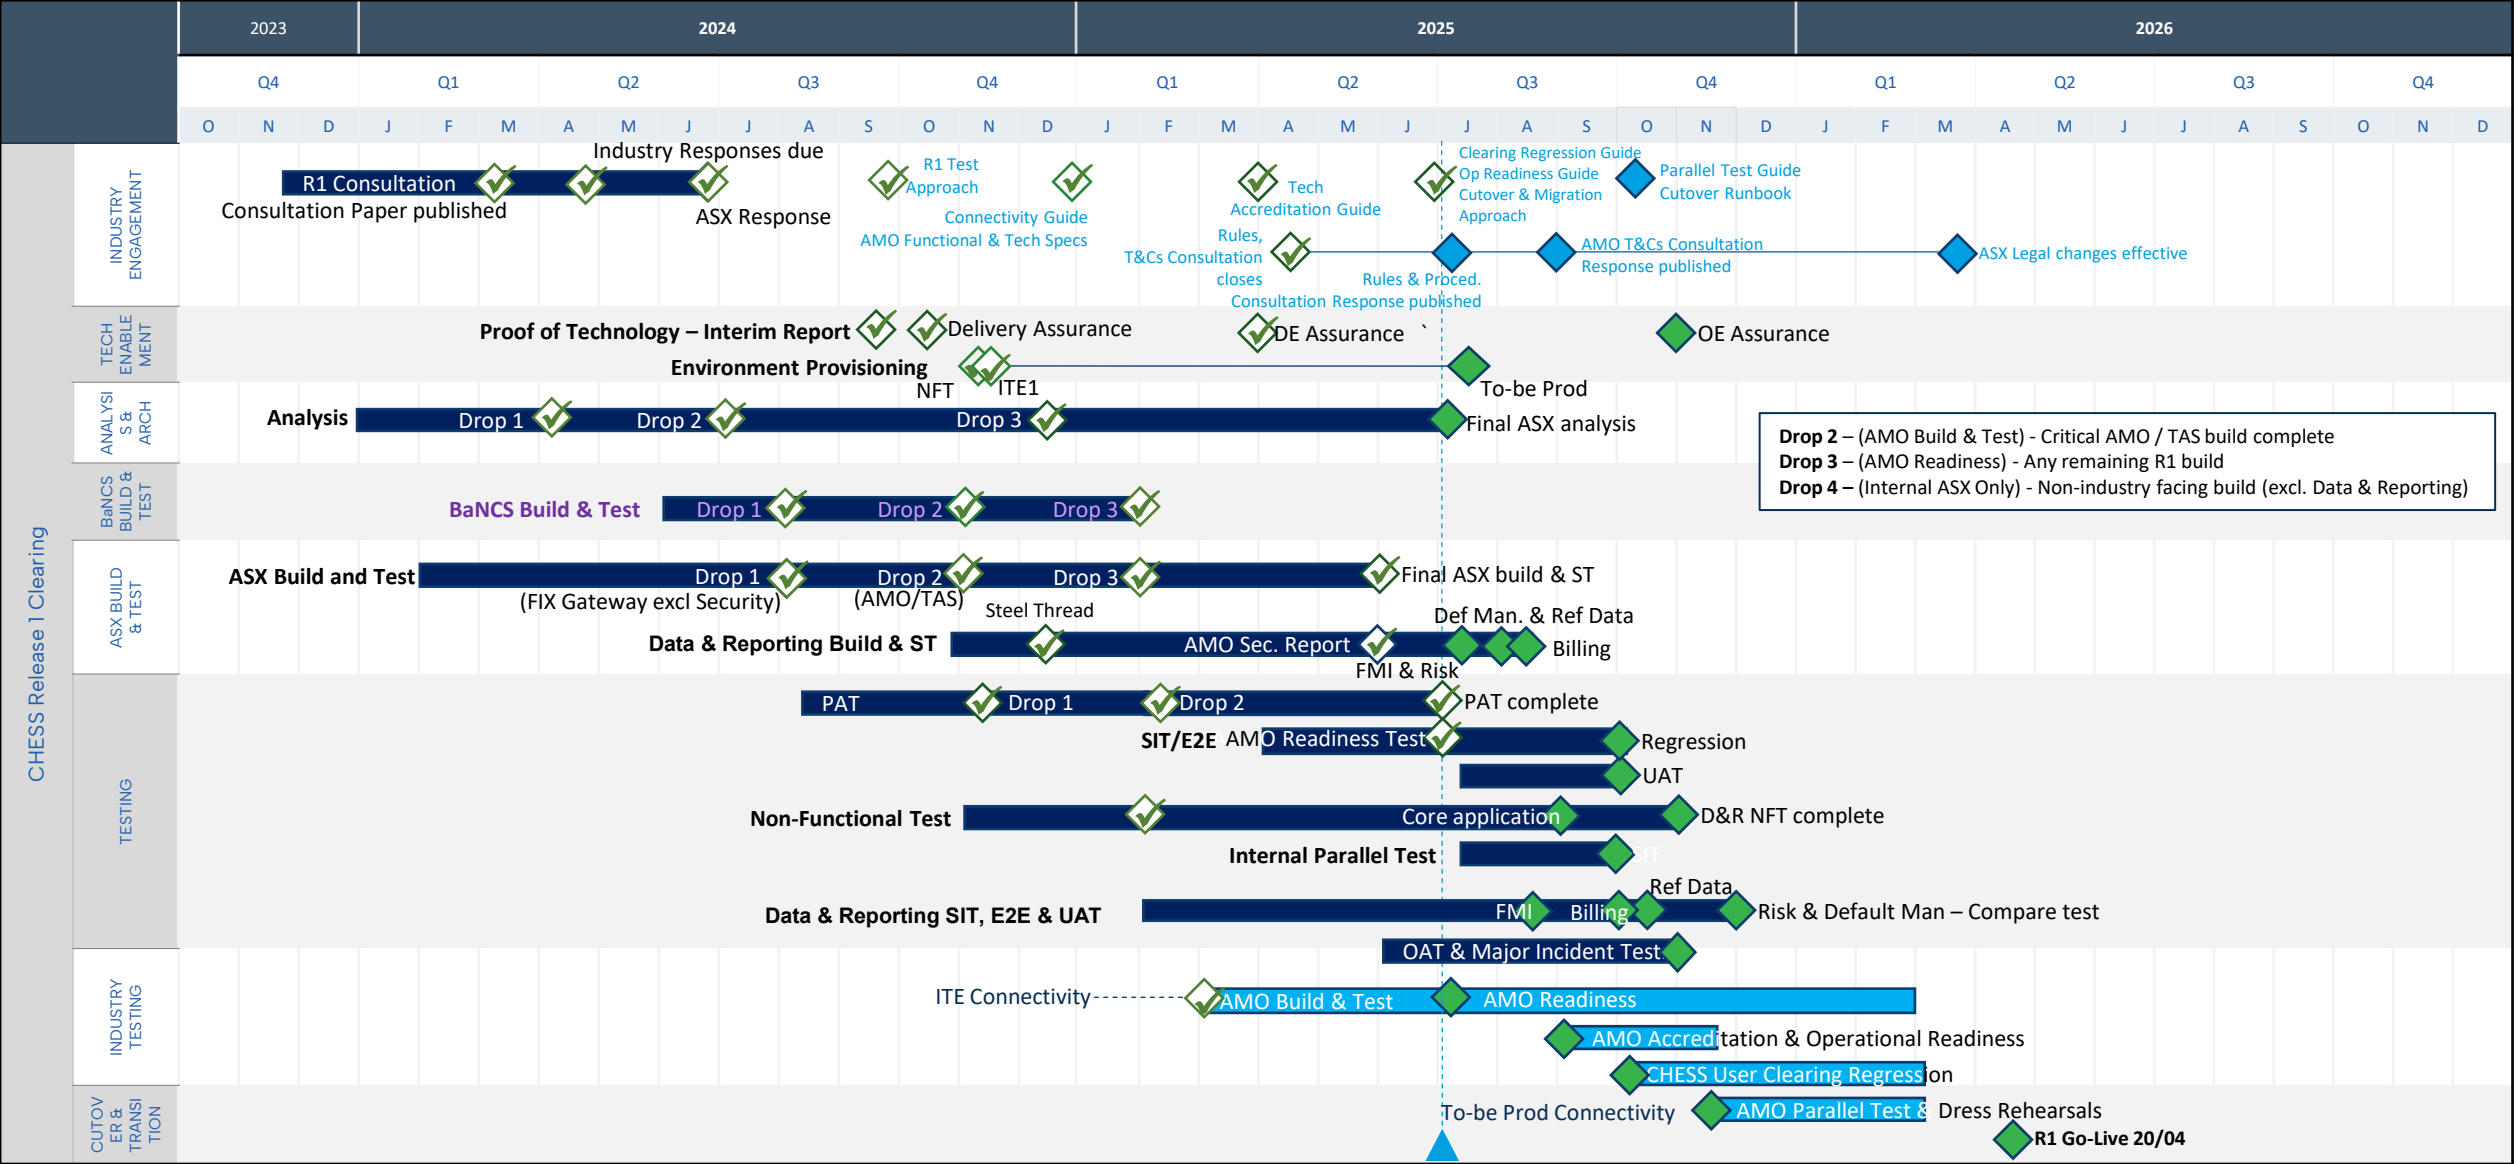 2023
2024
2025
2026
Q4
Q1
Q2
Q3
Q4
Q1
Q2
Q3
Q4
Q1
Q2
Q3
Q4
O N D J F M A M J J A S O N D J F M A M J J A S O N D J F M A M J J A S O N D
CHESS Release 1 Clearing
INDUSTRY
ENGAGEMENT
Industry Responses due
R1 Consultation
Consultation Paper published
ASX Response
R1 Test
Approach
Connectivity Guide
AMO Functional & Tech Specs
Tech
Accreditation Guide
Clearing Regression Guide
Op Readiness Guide
Cutover & Migration
Approach
Parallel Test Guide
Cutover Runbook
Rules,
T&Cs Consultation
closes
Rules & Proced.
Consultation Response published
AMO T&Cs Consultation
Response published
ASX Legal changes effective
TECH
ENABLE
MENT
Proof of Technology – Interim Report
Delivery Assurance
DE Assurance `
OE Assurance
Environment Provisioning
NFT
ITE1
To-be Prod
ANALYSI
S &
ARCH
Analysis
Drop 1
Drop 2
Drop 3
Final ASX analysis
Drop 2 – (AMO Build & Test) - Critical AMO / TAS build complete
Drop 3 – (AMO Readiness) - Any remaining R1 build
Drop 4 – (Internal ASX Only) - Non-industry facing build (excl. Data & Reporting)
BaNCS
BUILD &
TEST
BaNCS Build & Test
Drop 1
Drop 2
Drop 3
ASX BUILD
& TEST
ASX Build and Test
Drop 1
(FIX Gateway excl Security)
Drop 2
(AMO/TAS)
Drop 3
Final ASX build & ST
Steel Thread
Def Man. & Ref Data
Data & Reporting Build & ST
AMO Sec. Report
Billing
FMI & Risk
TESTING
PAT
Drop 1
Drop 2
PAT complete
SIT/E2E
AMO Readiness Test
Regression
UAT
Non-Functional Test
Core application
D&R NFT complete
Internal Parallel Test
SIT
Ref Data
Data & Reporting SIT, E2E & UAT
FMI
Billing
Risk & Default Man – Compare test
OAT & Major Incident Test
INDUSTRY
TESTING
ITE Connectivity
AMO Build & Test
AMO Readiness
AMO Accreditation & Operational Readiness
CHESS User Clearing Regression
CUTOV
ER &
TRANSI
TION
To-be Prod Connectivity
AMO Parallel Test & Dress Rehearsals
R1 Go-Live 20/04